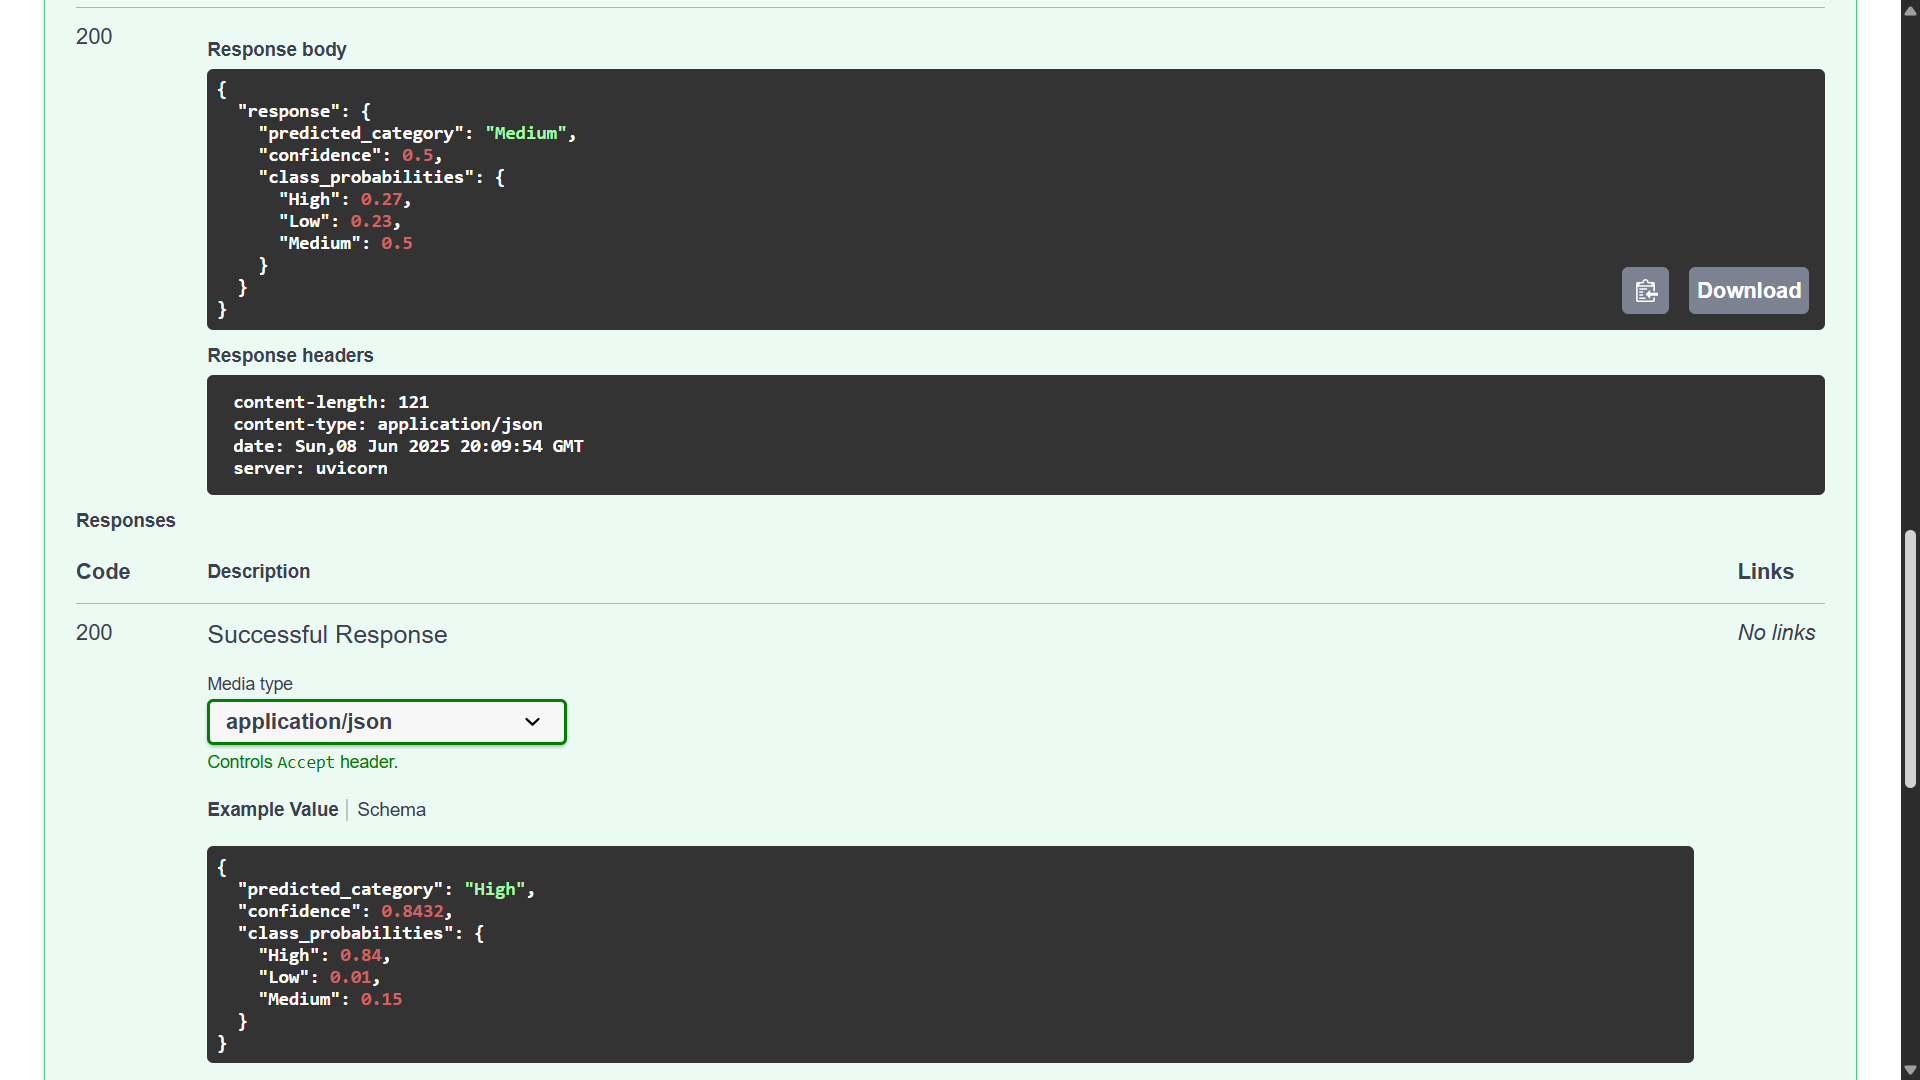 200
Response body
{
  "response": {
    "predicted_category": "Medium",
    "confidence": 0.5,
    "class_probabilities": {
      "High": 0.27,
      "Low": 0.23,
      "Medium": 0.5
    }
  }
}
Download
Response headers
content-length: 121
content-type: application/json
date: Sun,08 Jun 2025 20:09:54 GMT
server: uvicorn
Responses
Code Description Links
200 Successful Response No links
Media type
application/json
Controls Accept header.
Example Value Schema
{
  "predicted_category": "High",
  "confidence": 0.8432,
  "class_probabilities": {
    "High": 0.84,
    "Low": 0.01,
    "Medium": 0.15
  }
}